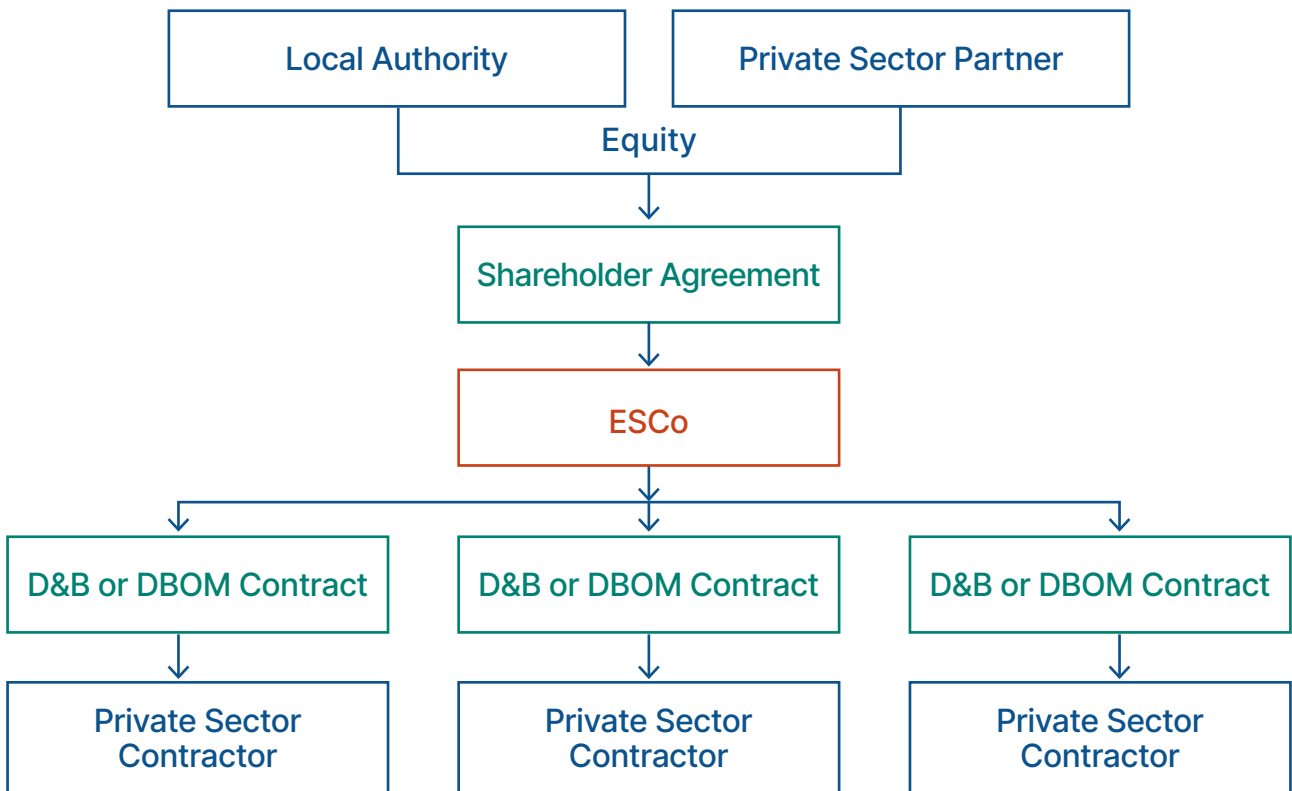 Local Authority
Private Sector Partner
Equity
Shareholder Agreement
ESCo
D&B or DBOM Contract
D&B or DBOM Contract
D&B or DBOM Contract
Private Sector
Contractor
Private Sector
Contractor
Private Sector
Contractor